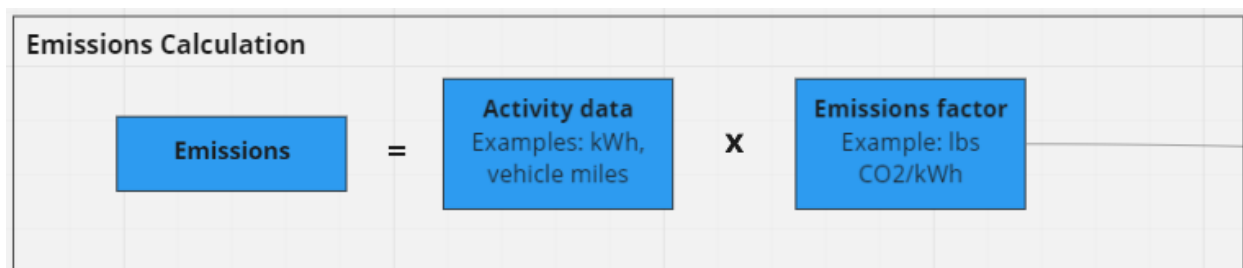 Emissions Calculation
Emissions
=
Activity data
Examples: kWh,
vehicle miles
x
Emissions factor
Example: lbs
CO2/kWh